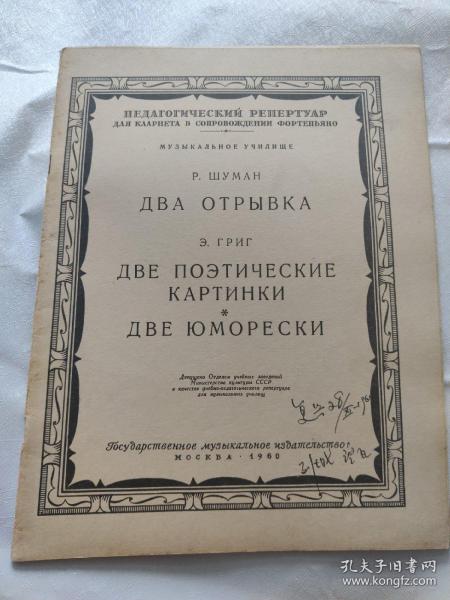 ПЕДАГОГИЧЕСКИЙ РЕПЕРТУАР
ДЛЯ КЛАРНЕТА В СОПРОВОЖДЕНИИ ФОРТЕПЬЯНО
МУЗЫКАЛЬНОЕ УЧИЛИЩЕ
Р. ШУМАН
ДВА ОТРЫВКА
Э. ГРИГ
ДВЕ ПОЭТИЧЕСКИЕ
КАРТИНКИ
*
ДВЕ ЮМОРЕСКИ
Допущено Отделом учебных заведений
Министерства культуры СССР
в качестве учебно-педагогического репертуара
для музыкальных училищ
Государственное музыкальное издательство
МОСКВА · 1960
孔夫子旧书网
www.kongfz.com